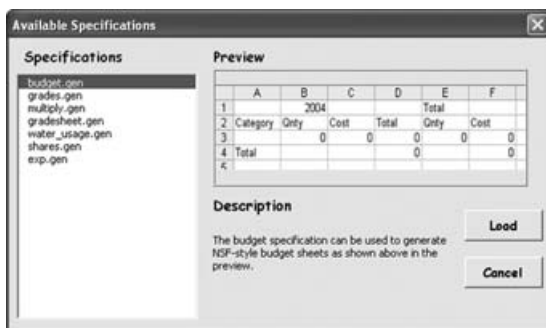 Available Specifications
Specifications
budget.gen
grades.gen
multiply.gen
gradesheet.gen
water_usage.gen
shares.gen
exp.gen
Preview
A B C D E F
1 2004 Total
2 Category Qnty Cost Total Qnty Cost
3 0 0 0 0 0
4 Total 0 0
Description
The budget specification can be used to generate
NSF-style budget sheets as shown above in the
preview.
Load
Cancel